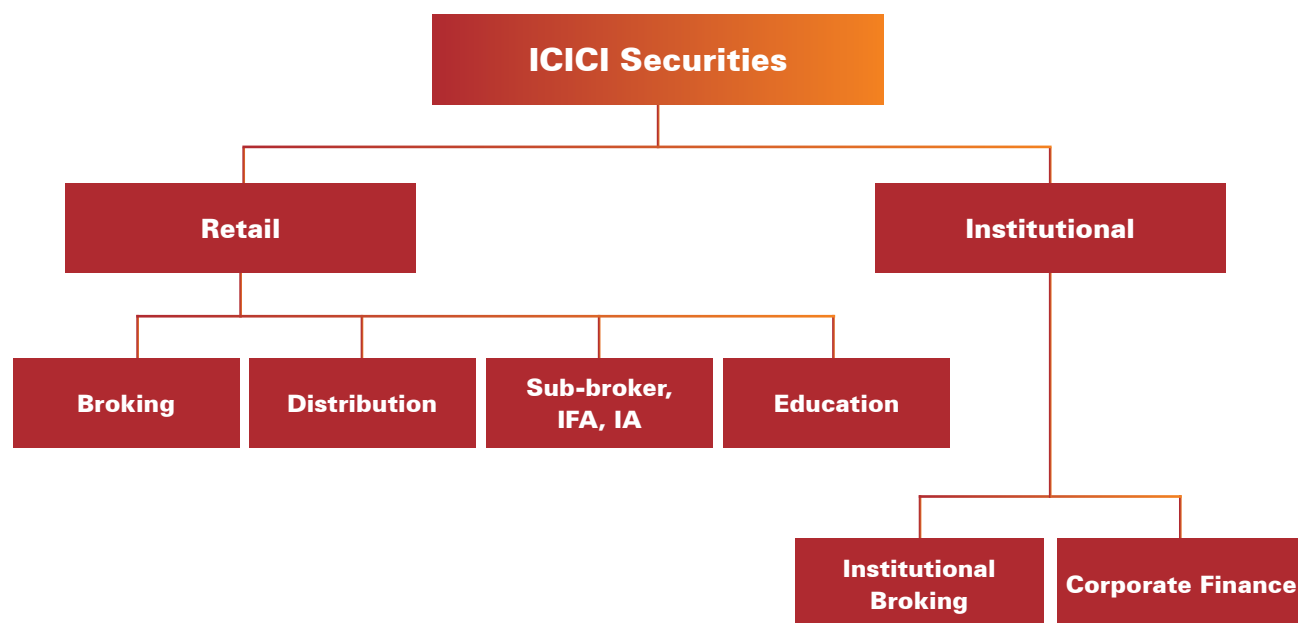 ICICI Securities
Retail
Institutional
Broking
Distribution
Sub-broker,
IFA, IA
Education
Institutional
Broking
Corporate Finance